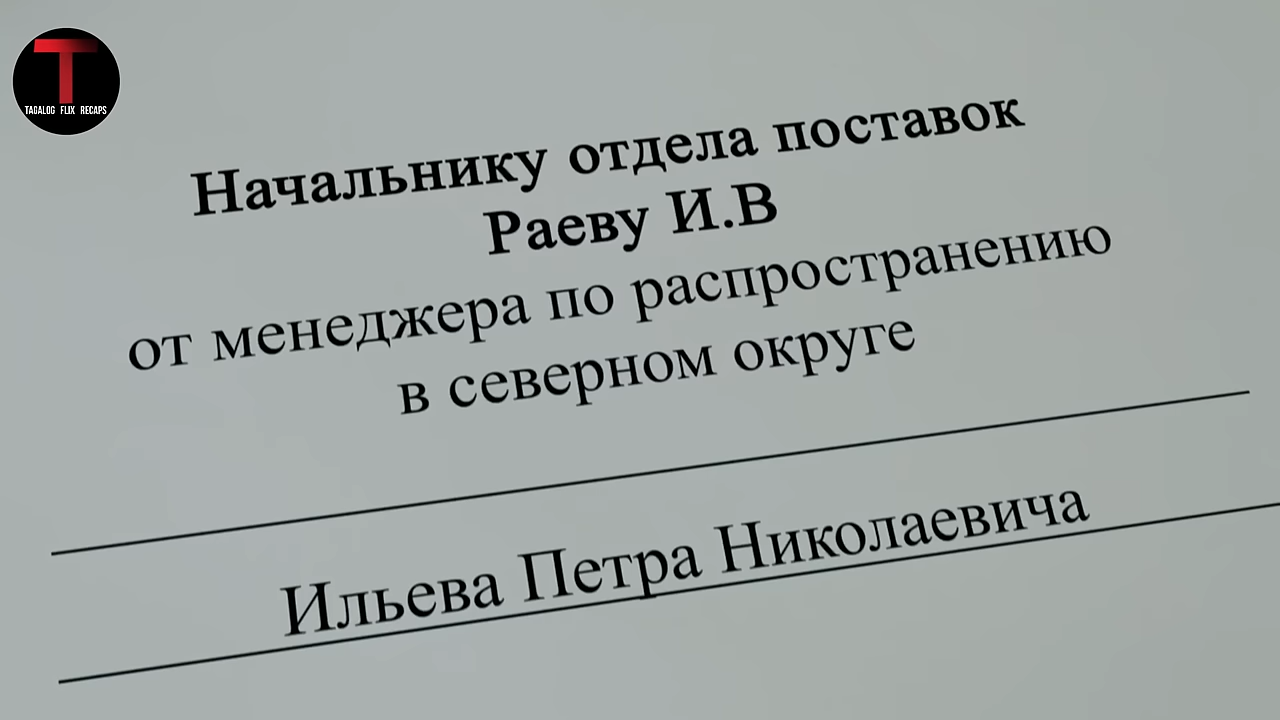 T
TAGALOG FLIX RECAPS
Начальнику отдела поставок
Раеву И.В
от менеджера по распространению
в северном округе
Ильева Петра Николаевича